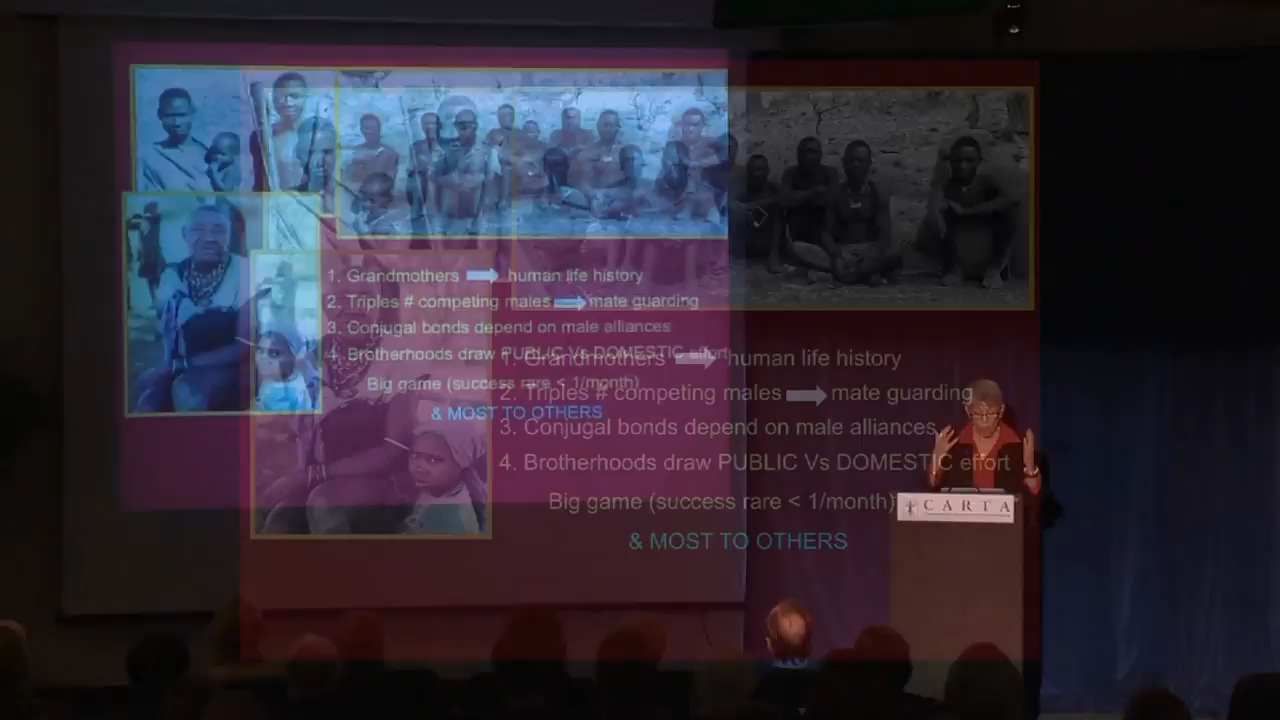 1. Grandmothers human life history
2. Triples # competing males mate guarding
3. Conjugal bonds depend on male alliances
4. Brotherhoods draw PUBLIC Vs DOMESTIC effort
Big game (success rare < 1/month)
& MOST TO OTHERS
1. Grandmothers human life history
2. Triples # competing males mate guarding
3. Conjugal bonds depend on male alliances
4. Brotherhoods draw PUBLIC Vs DOMESTIC effort
Big game (success rare < 1/month)
& MOST TO OTHERS
CARTA